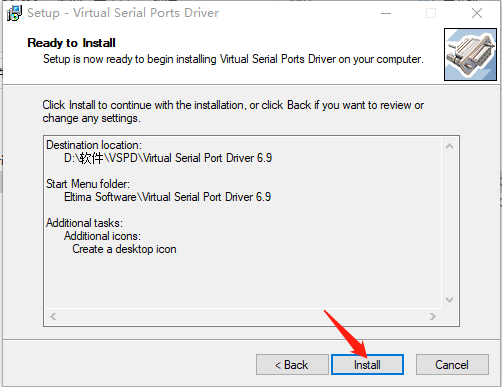 Setup - Virtual Serial Ports Driver
Ready to Install
Setup is now ready to begin installing Virtual Serial Ports Driver on your computer.
Click Install to continue with the installation, or click Back if you want to review or
change any settings.
Destination location:
D:\软件\VSPD\Virtual Serial Port Driver 6.9
Start Menu folder:
Eltima Software\Virtual Serial Port Driver 6.9
Additional tasks:
Additional icons:
Create a desktop icon
< Back
Install
Cancel